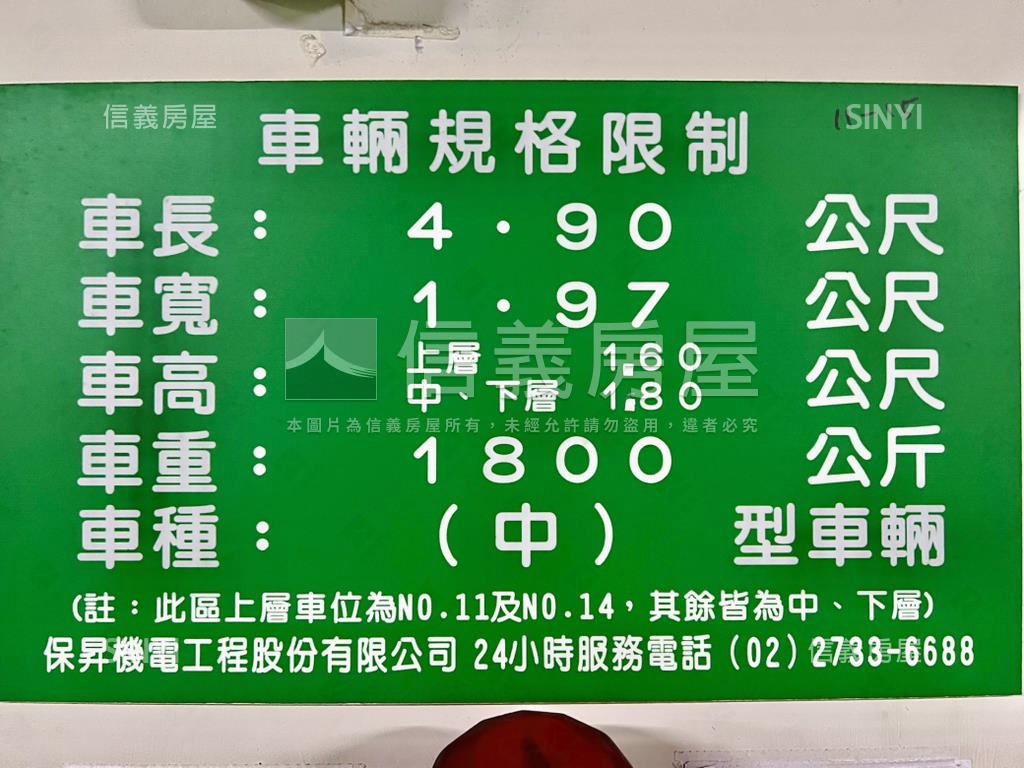 信義房屋 SINYI
車輛規格限制
車長： 4．90 公尺
車寬： 1．97 公尺
車高： 上層 1.60 公尺
中、下層 1.80
信義房屋
本圖片為信義房屋所有，未經允許請勿盜用，違者必究
車重： 1800 公斤
車種： （中） 型車輛
(註：此區上層車位為NO.11及NO.14，其餘皆為中、下層)
保昇機電工程股份有限公司 24小時服務電話（02）2733-6688
SINYI 信義房屋